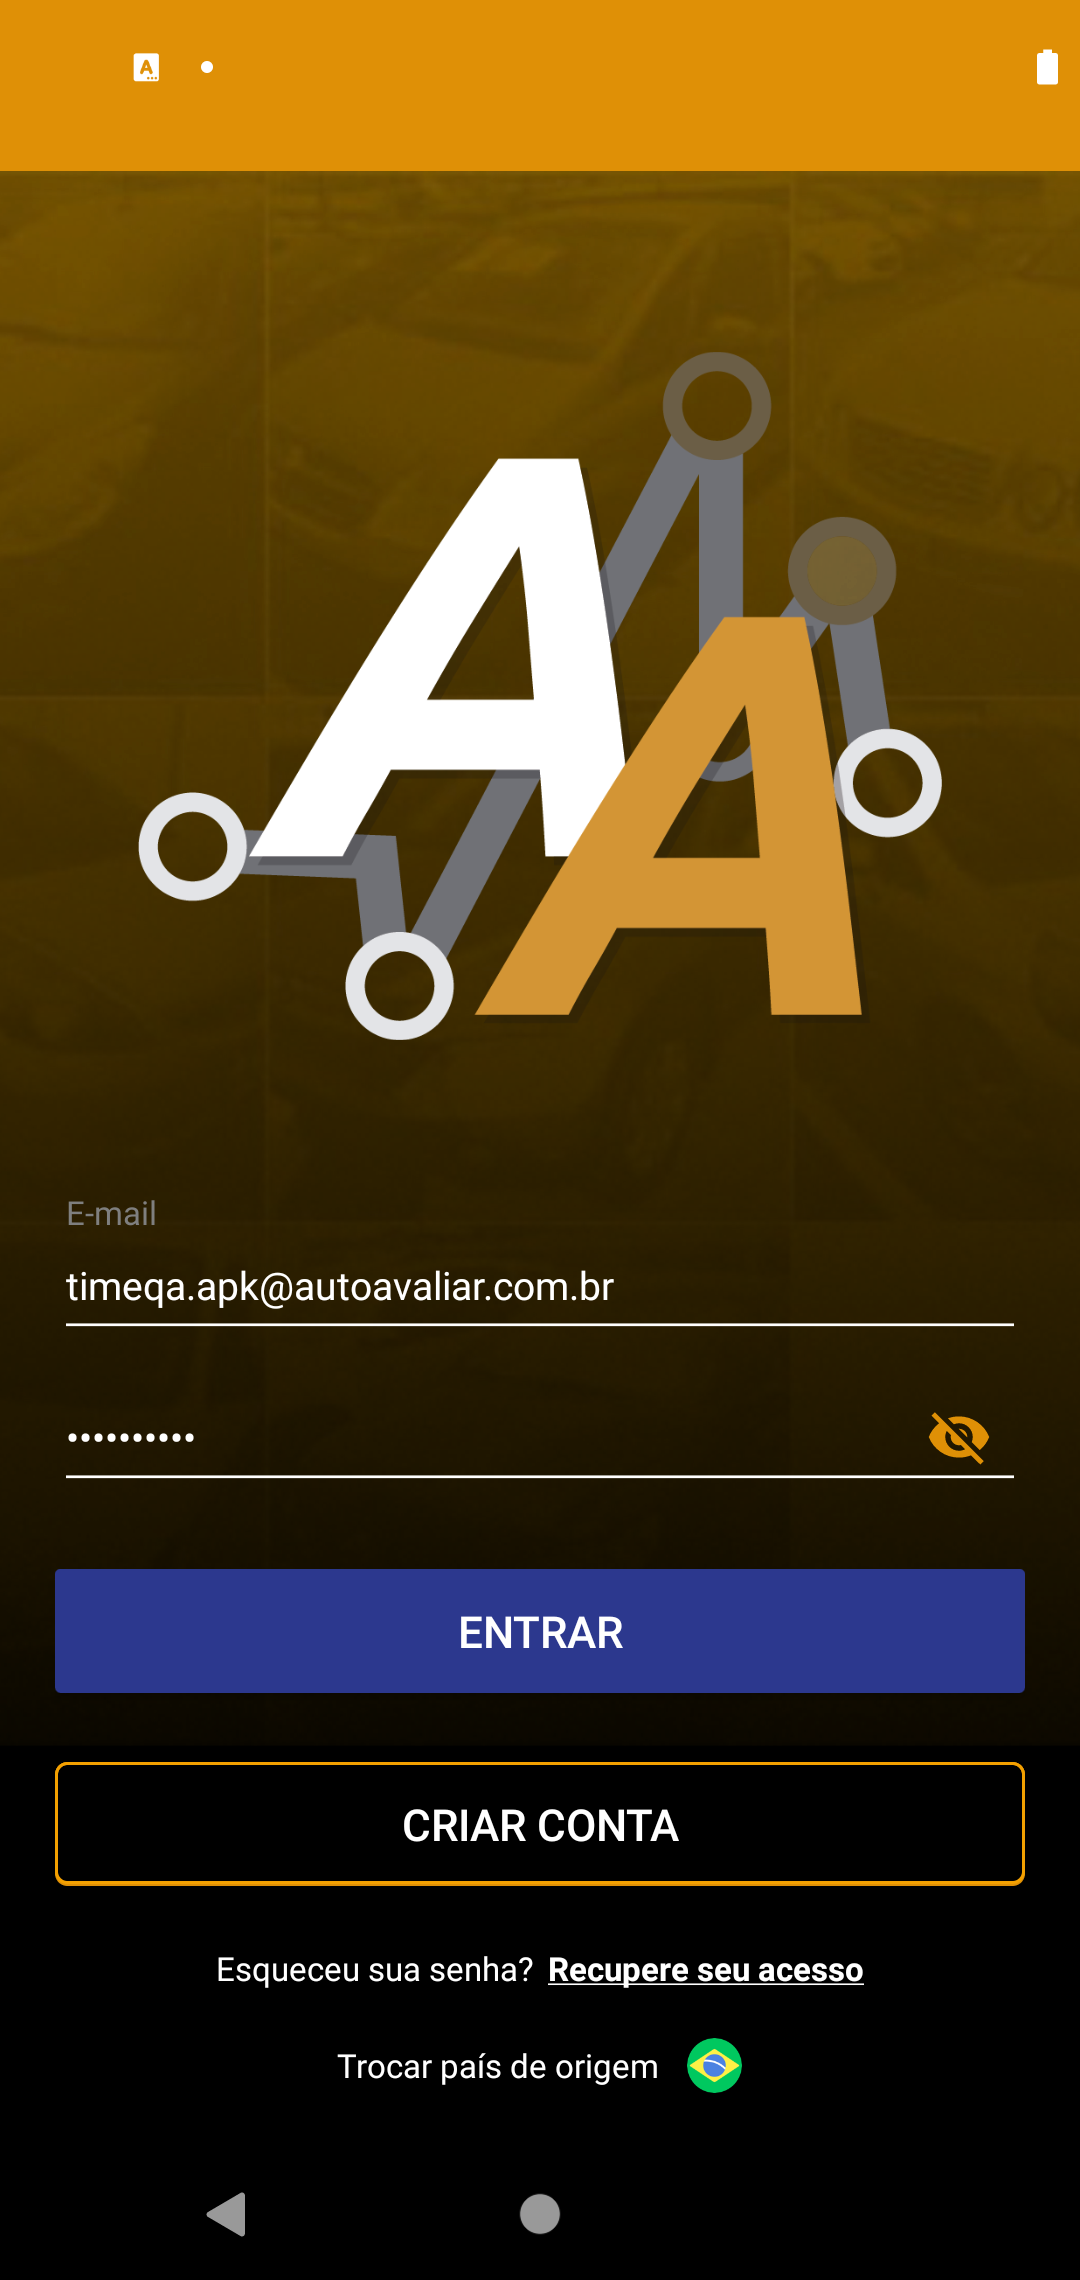 A
AA
E-mail
timeqa.apk@autoavaliar.com.br
••••••••••
ENTRAR
CRIAR CONTA
Esqueceu sua senha? Recupere seu acesso
Trocar país de origem